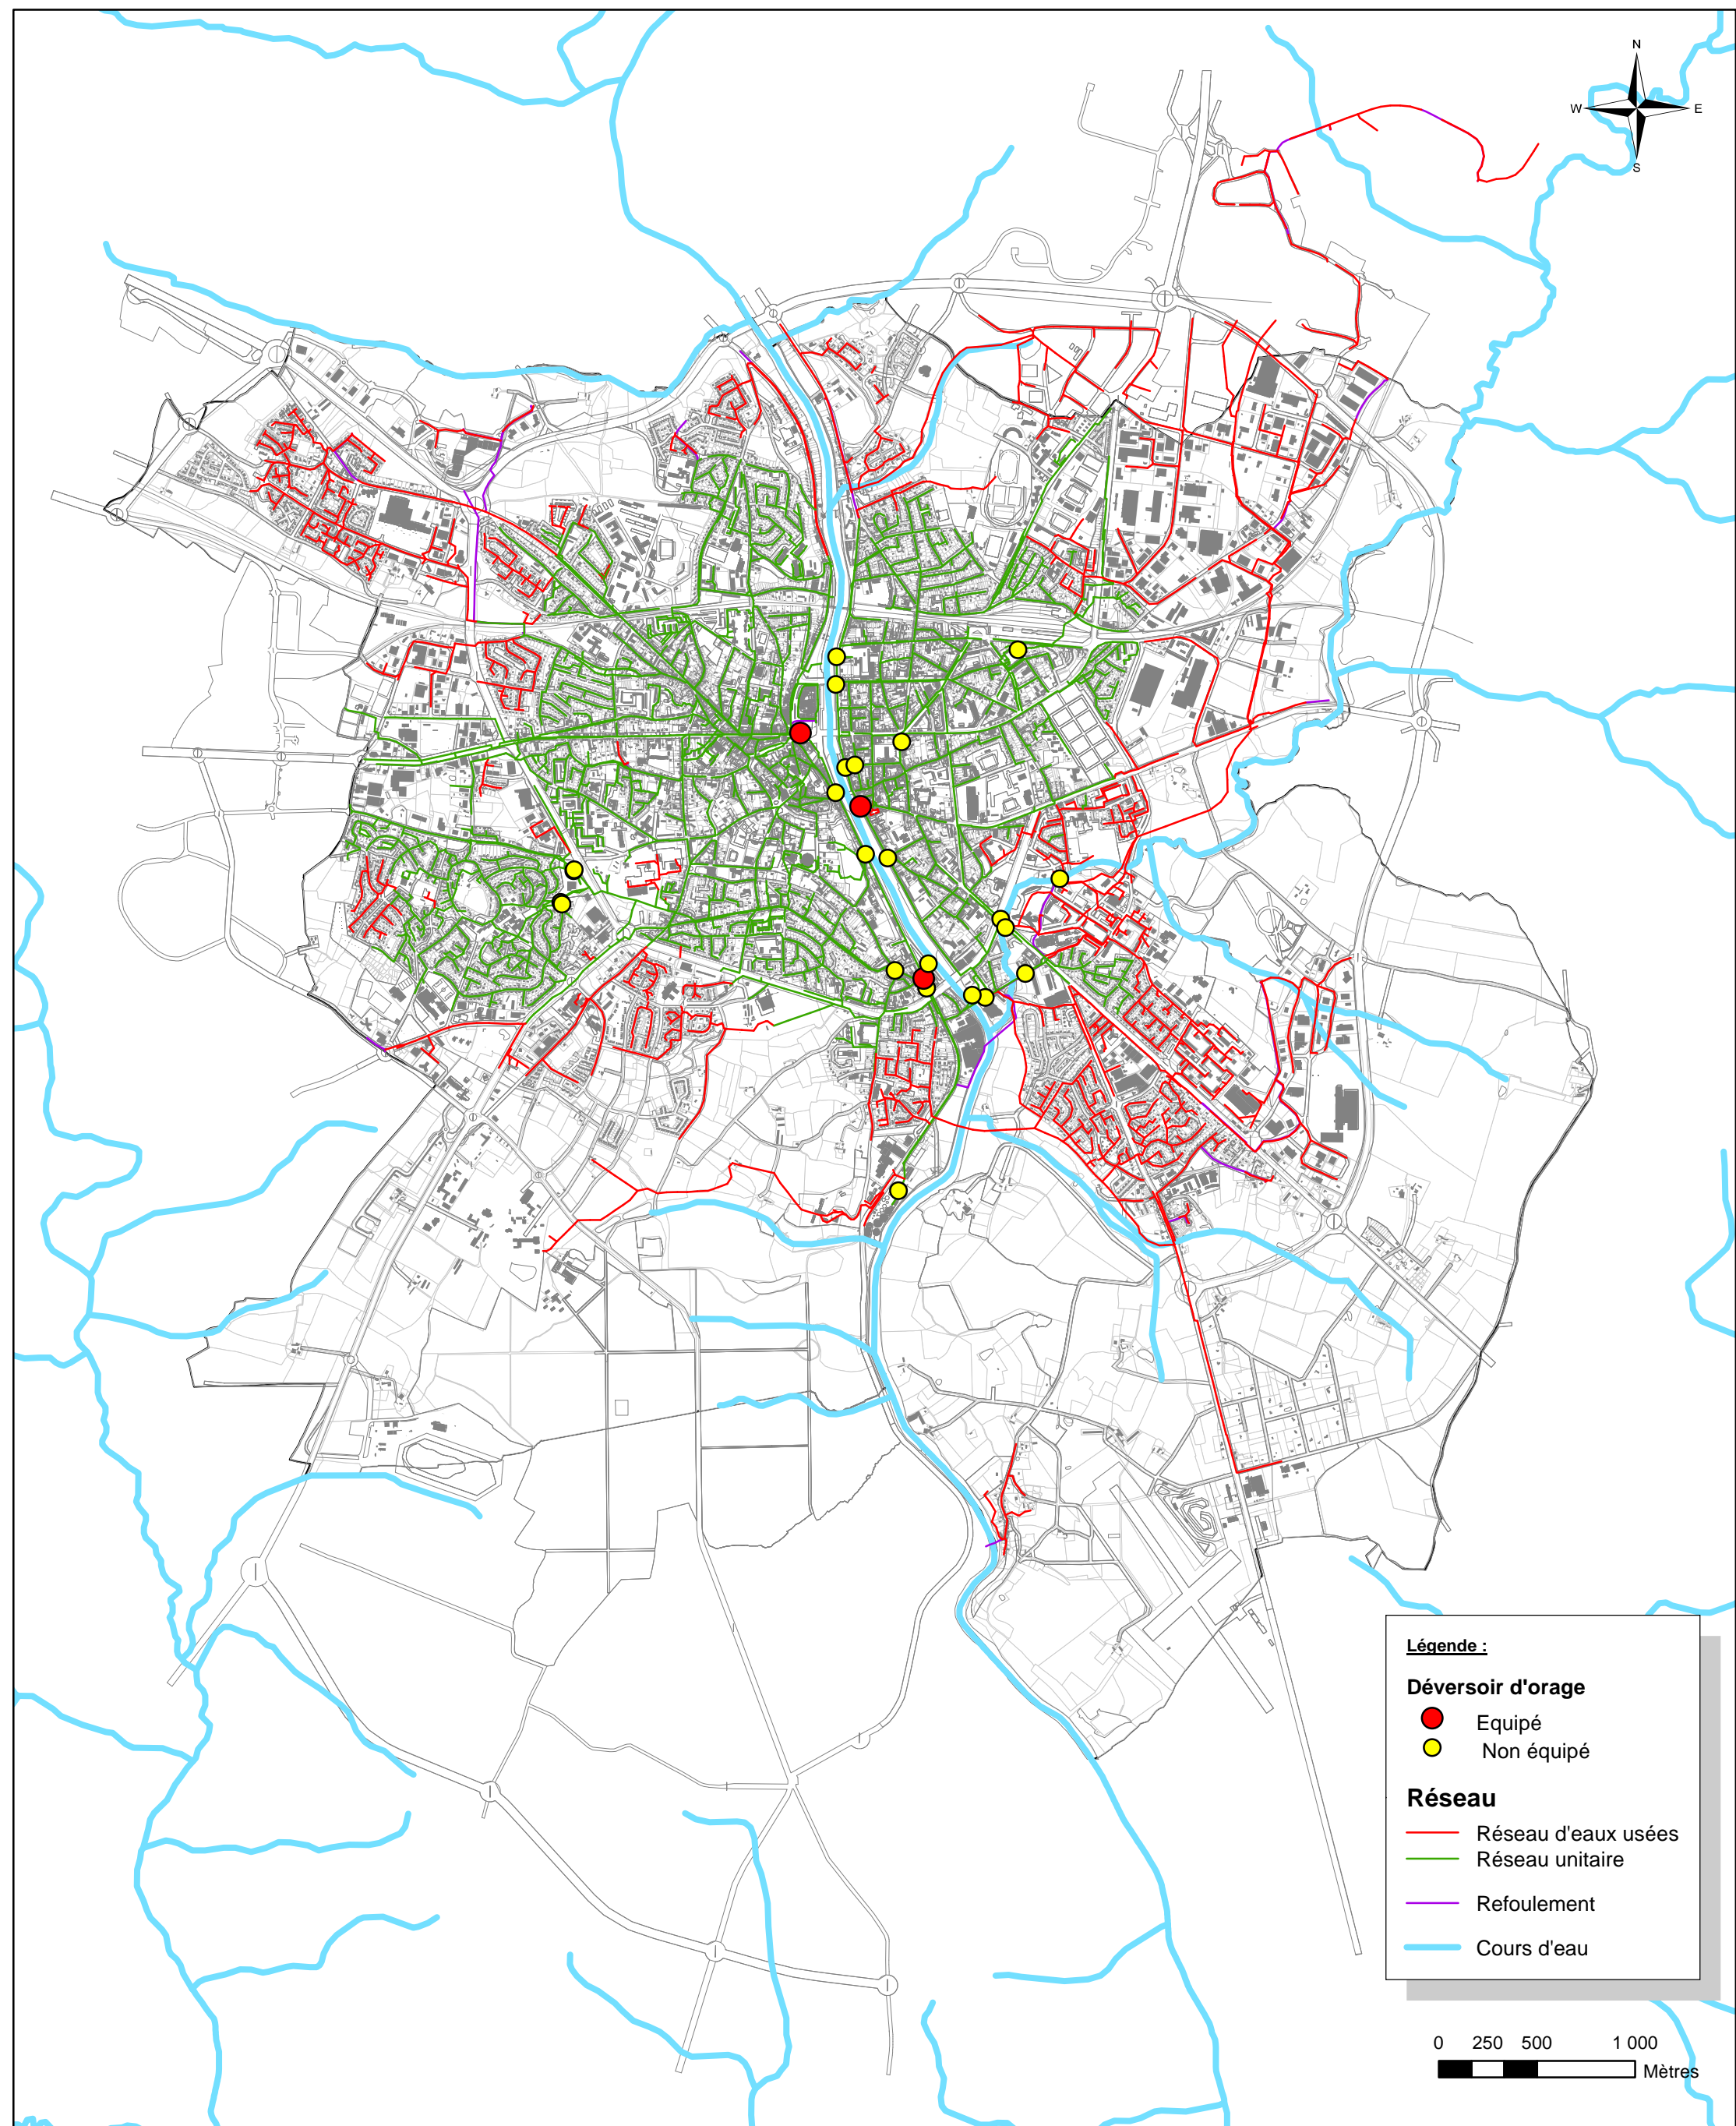 N
W E
S
Légende :
Déversoir d'orage
Equipé
Non équipé
Réseau
Réseau d'eaux usées
Réseau unitaire
Refoulement
Cours d'eau
0 250 500 1 000
Mètres